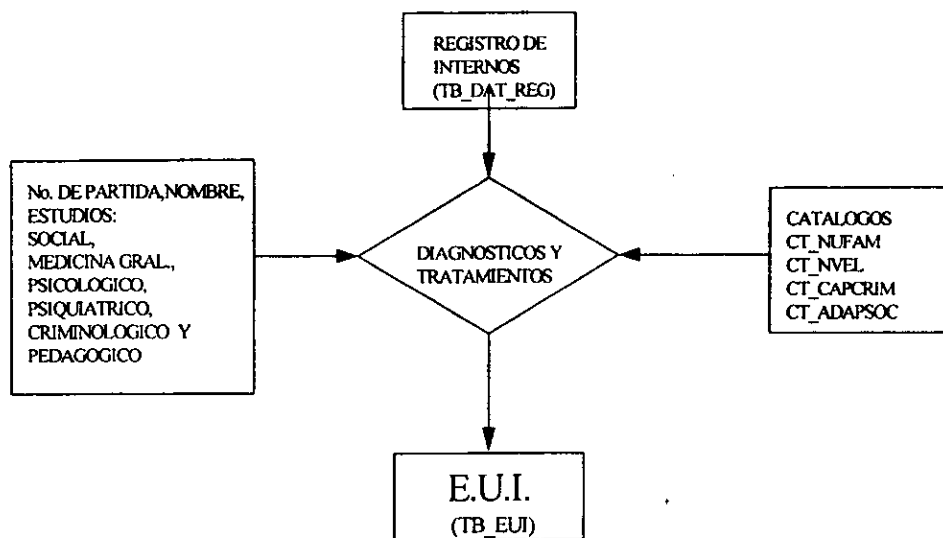 REGISTRO DE
INTERNOS
(TB_DAT_REG)
No. DE PARTIDA,NOMBRE,
ESTUDIOS:
SOCIAL,
MEDICINA GRAL.,
PSICOLOGICO,
PSIQUIATRICO,
CRIMINOLOGICO Y
PEDAGOGICO
DIAGNOSTICOS Y
TRATAMIENTOS
CATALOGOS
CT_NUFAM
CT_NVEL
CT_CAPCRIM
CT_ADAPSOC
E.U.I.
(TB_EUI)